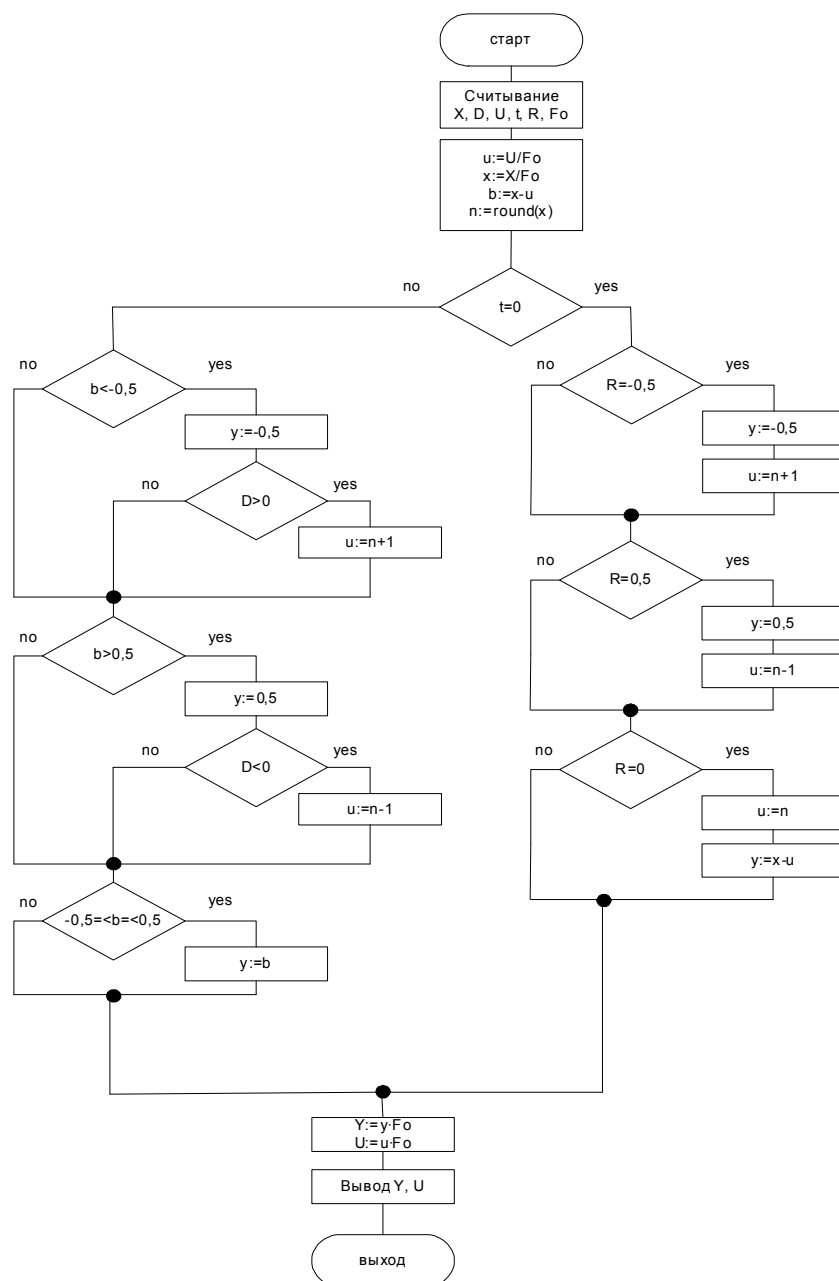 старт
Считывание
X, D, U, t, R, Fo
u:=U/Fo
x:=X/Fo
b:=x-u
n:=round(x)
no
t=0
yes
no
b<-0,5
yes
y:=-0,5
no
D>0
yes
u:=n+1
no
b>0,5
yes
y:=0,5
no
D<0
yes
u:=n-1
no
-0,5=<b=<0,5
yes
y:=b
no
R=-0,5
yes
y:=-0,5
u:=n+1
no
R=0,5
yes
y:=0,5
u:=n-1
no
R=0
yes
u:=n
y:=x-u
Y:=y·Fo
U:=u·Fo
Вывод Y, U
выход